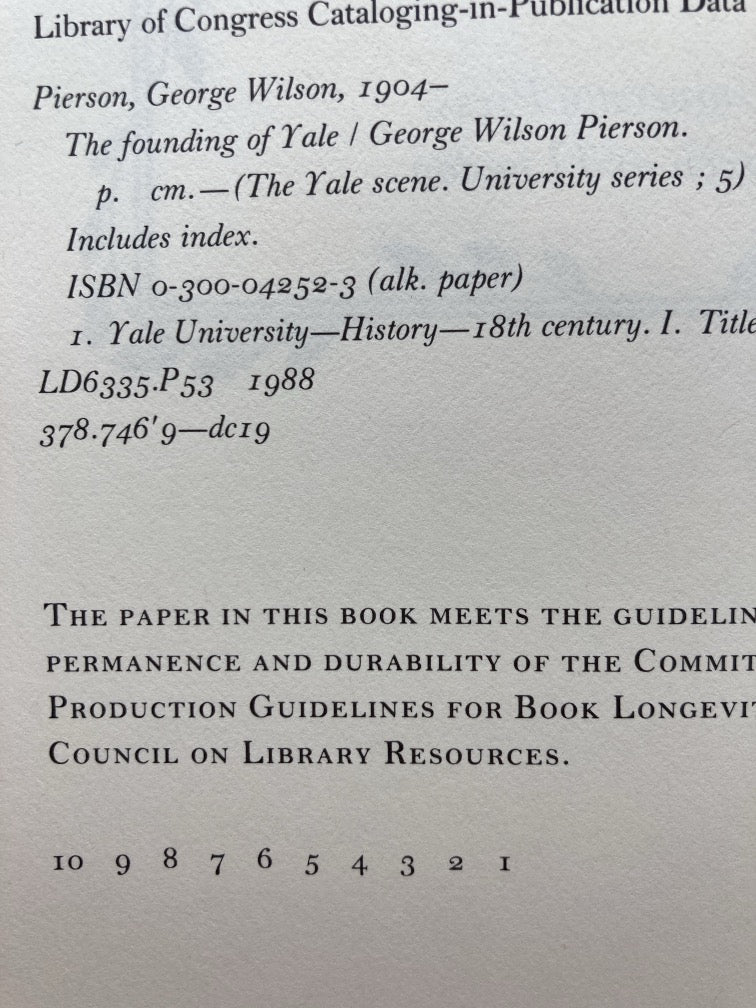 Library of Congress Cataloging-in-Publication Data
Pierson, George Wilson, 1904–
The founding of Yale / George Wilson Pierson.
p. cm.—(The Yale scene. University series ; 5)
Includes index.
ISBN 0-300-04252-3 (alk. paper)
1. Yale University—History—18th century. I. Title
LD6335.P53 1988
378.746'9—dc19
THE PAPER IN THIS BOOK MEETS THE GUIDELIN
PERMANENCE AND DURABILITY OF THE COMMIT
PRODUCTION GUIDELINES FOR BOOK LONGEVI
COUNCIL ON LIBRARY RESOURCES.
10 9 8 7 6 5 4 3 2 1